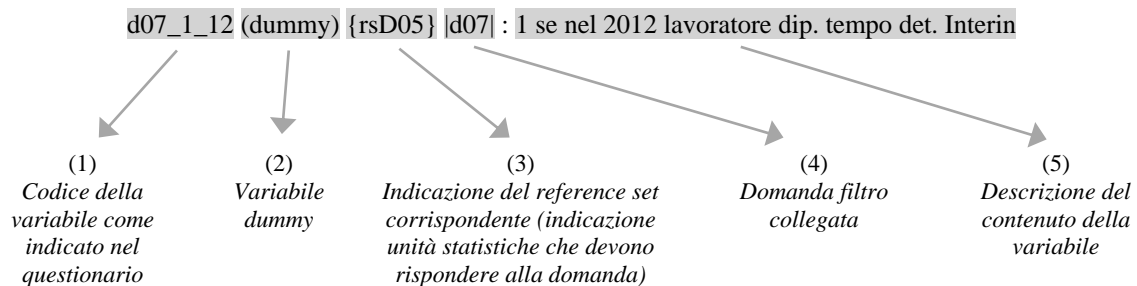 d07_1_12 (dummy) {rsD05} |d07| : 1 se nel 2012 lavoratore dip. tempo det. Interin
(1)
Codice della
variabile come
indicato nel
questionario
(2)
Variabile
dummy
(3)
Indicazione del reference set
corrispondente (indicazione
unità statistiche che devono
rispondere alla domanda)
(4)
Domanda filtro
collegata
(5)
Descrizione del
contenuto della
variabile